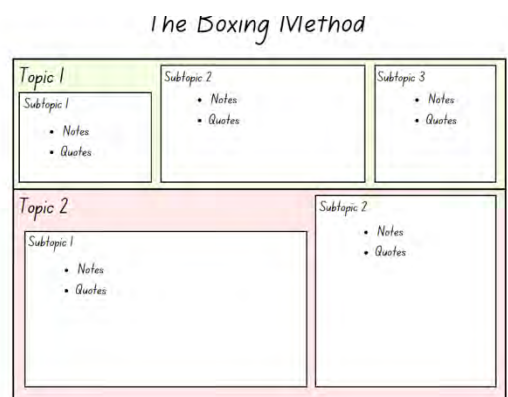 The Boxing Method
Topic 1
Subtopic 1
• Notes
• Quotes
Subtopic 2
• Notes
• Quotes
Subtopic 3
• Notes
• Quotes
Topic 2
Subtopic 1
• Notes
• Quotes
Subtopic 2
• Notes
• Quotes